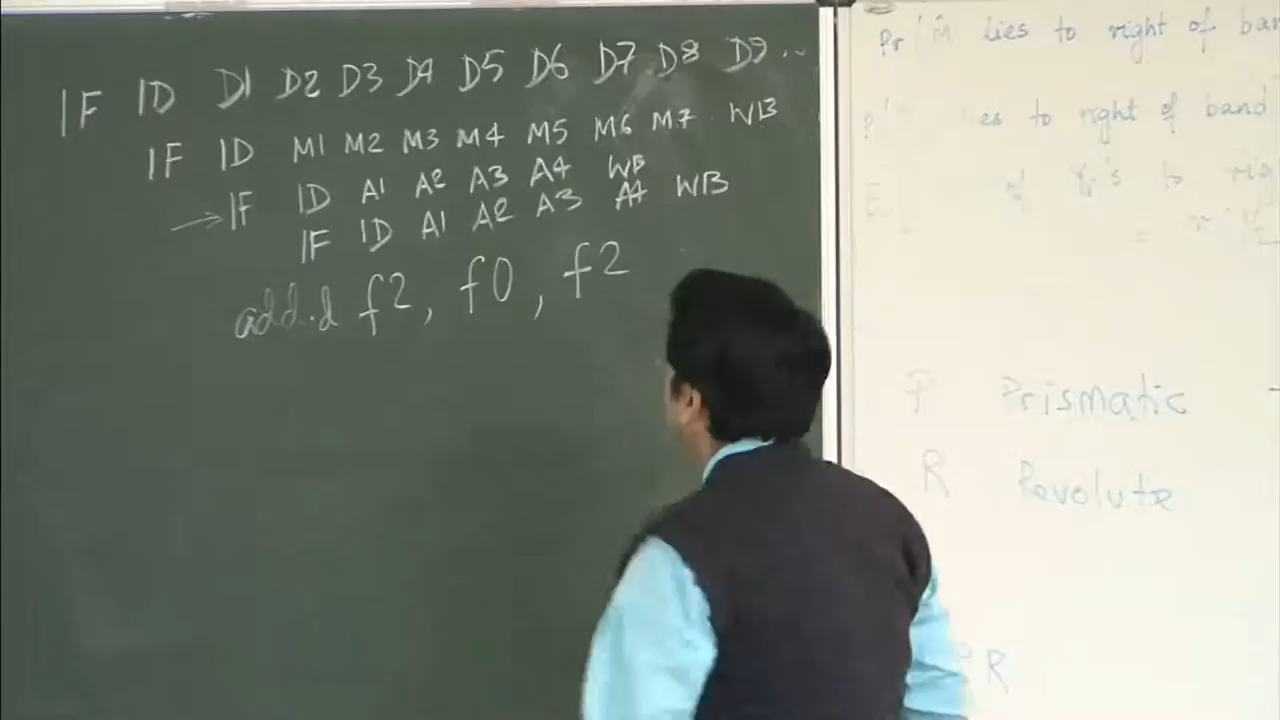 IF ID D1 D2 D3 D4 D5 D6 D7 D8 D9 ..
IF ID M1 M2 M3 M4 M5 M6 M7 WB
→ IF ID A1 A2 A3 A4 WB
IF ID A1 A2 A3 A4 WB
add.d f2, f0, f2
lies to right of
to right of band
Prismatic
R Revolute
R